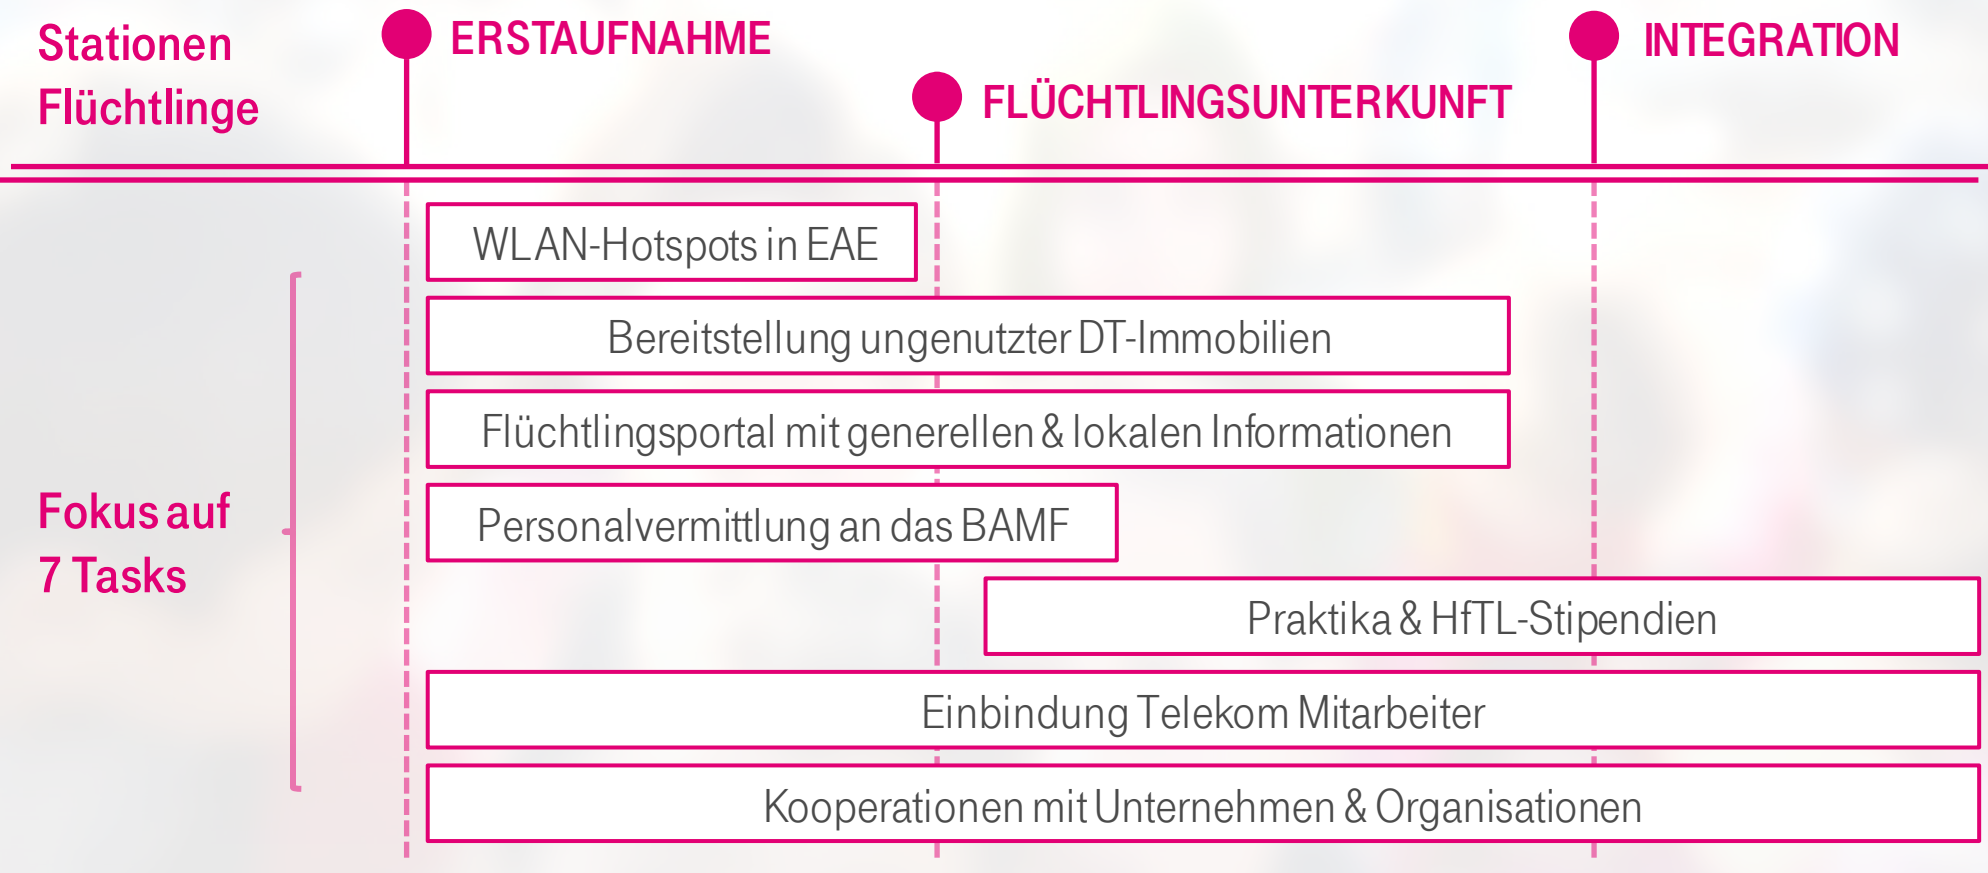 Stationen
Flüchtlinge
ERSTAUFNAHME
FLÜCHTLINGSUNTERKUNFT
INTEGRATION
Fokus auf
7 Tasks
WLAN-Hotspots in EAE
Bereitstellung ungenutzter DT-Immobilien
Flüchtlingsportal mit generellen & lokalen Informationen
Personalvermittlung an das BAMF
Praktika & HfTL-Stipendien
Einbindung Telekom Mitarbeiter
Kooperationen mit Unternehmen & Organisationen